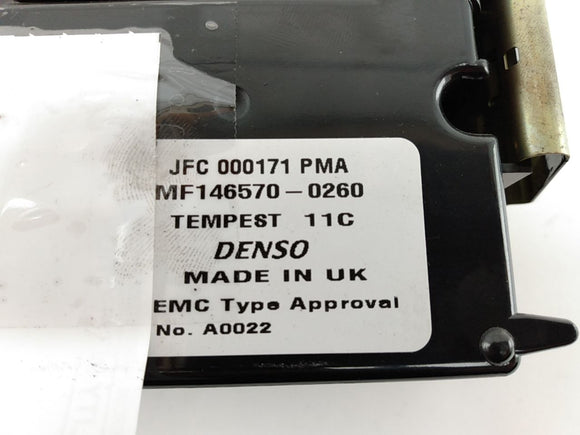 JFC 000171 PMA
MF146570-0260
TEMPEST 11C
DENSO
MADE IN UK
EMC Type Approval
No. A0022